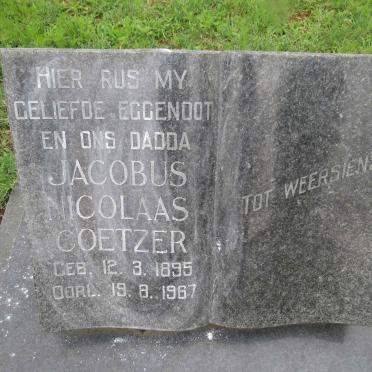 HIER RUS MY
GELIEFDE EGGENOOT
EN ONS DADDA
JACOBUS
NICOLAAS
COETZER
GEB. 12. 3. 1895
OORL. 19. 8. 1967
TOT WEERSIENS